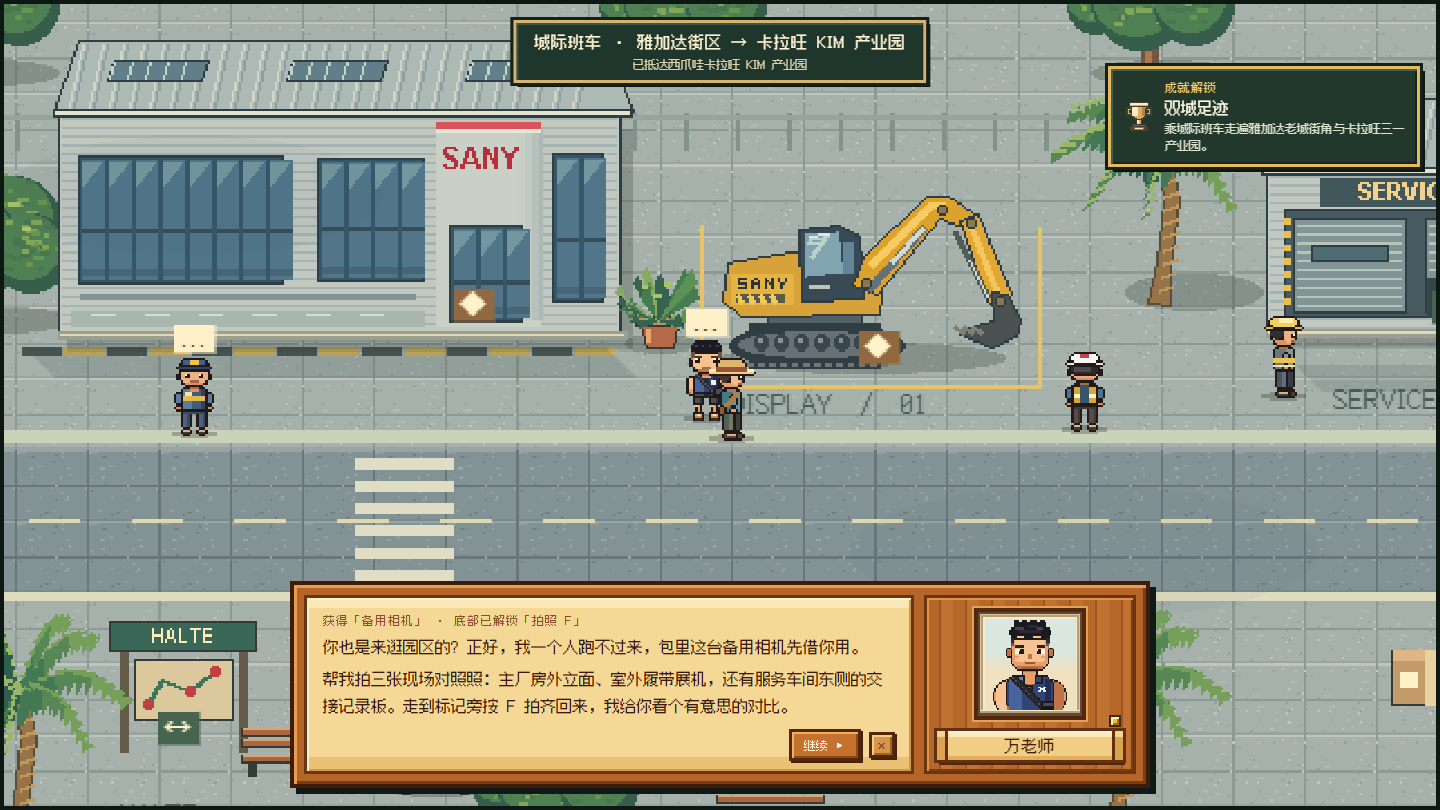 城际班车 · 雅加达街区 → 卡拉旺 KIM 产业园
已抵达西爪哇卡拉旺 KIM 产业园
成就解锁
双城足迹
乘城际班车走遍雅加达老城街角与卡拉旺三一
产业园。
SANY
SERVIC
SANY
...
...
ISPLAY / 01
SERVICE
HALTE
获得「备用相机」 · 底部已解锁「拍照 F」
你也是来逛园区的？正好，我一个人跑不过来，包里这台备用相机先借你用。
帮我拍三张现场对照照：主厂房外立面、室外履带展机，还有服务车间东侧的交
接记录板。走到标记旁按 F 拍齐回来，我给你看个有意思的对比。
继续 ▸
×
万老师